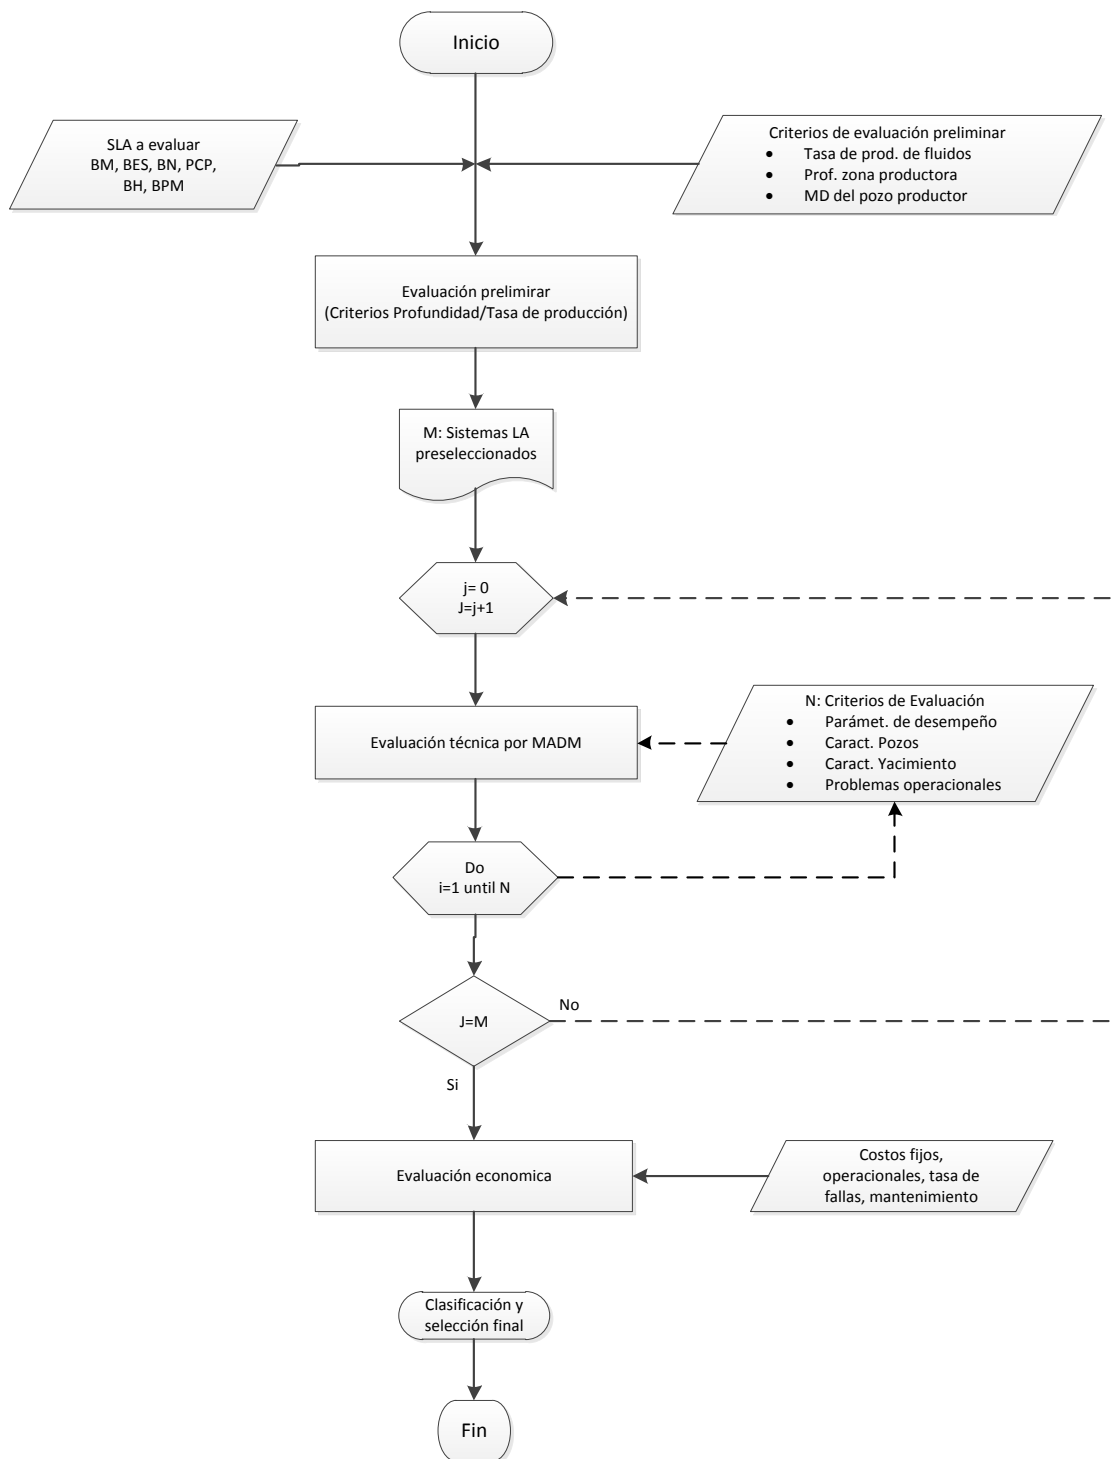 Inicio
SLA a evaluar
BM, BES, BN, PCP,
BH, BPM
Criterios de evaluación preliminar
• Tasa de prod. de fluidos
• Prof. zona productora
• MD del pozo productor
Evaluación prelimirar
(Criterios Profundidad/Tasa de producción)
M: Sistemas LA
preseleccionados
j= 0
J=j+1
Evaluación técnica por MADM
N: Criterios de Evaluación
• Parámet. de desempeño
• Caract. Pozos
• Caract. Yacimiento
• Problemas operacionales
Do
i=1 until N
J=M
No
Si
Evaluación economica
Costos fijos,
operacionales, tasa de
fallas, mantenimiento
Clasificación y
selección final
Fin